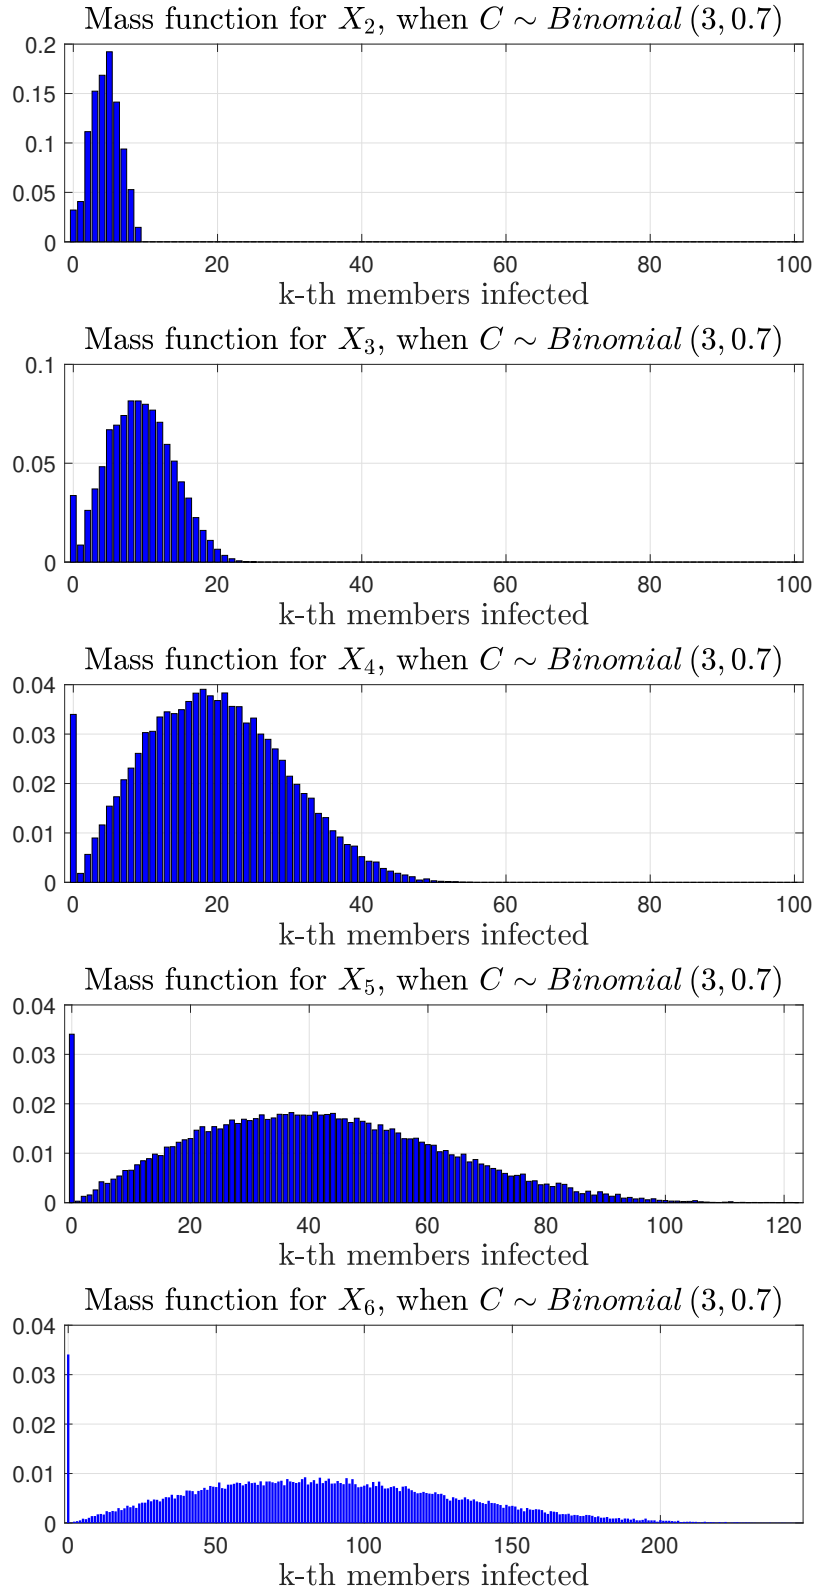 Mass function for X₂, when C ∼ Binomial (3, 0.7)
0.2
0.15
0.1
0.05
0
0 20 40 60 80 100
k-th members infected
Mass function for X₃, when C ∼ Binomial (3, 0.7)
0.1
0.05
0
0 20 40 60 80 100
k-th members infected
Mass function for X₄, when C ∼ Binomial (3, 0.7)
0.04
0.03
0.02
0.01
0
0 20 40 60 80 100
k-th members infected
Mass function for X₅, when C ∼ Binomial (3, 0.7)
0.04
0.03
0.02
0.01
0
0 20 40 60 80 100 120
k-th members infected
Mass function for X₆, when C ∼ Binomial (3, 0.7)
0.04
0.03
0.02
0.01
0
0 50 100 150 200
k-th members infected